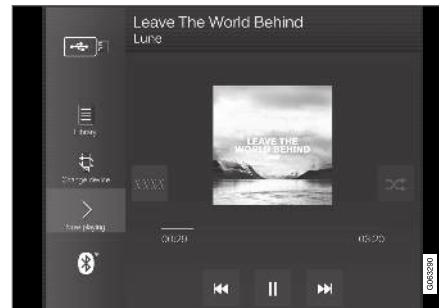 Leave The World Behind
Lune
Library
Change device
Now playing
LEAVE THE
WORLD BEHIND
XXXX
00:29
03:20
G063290